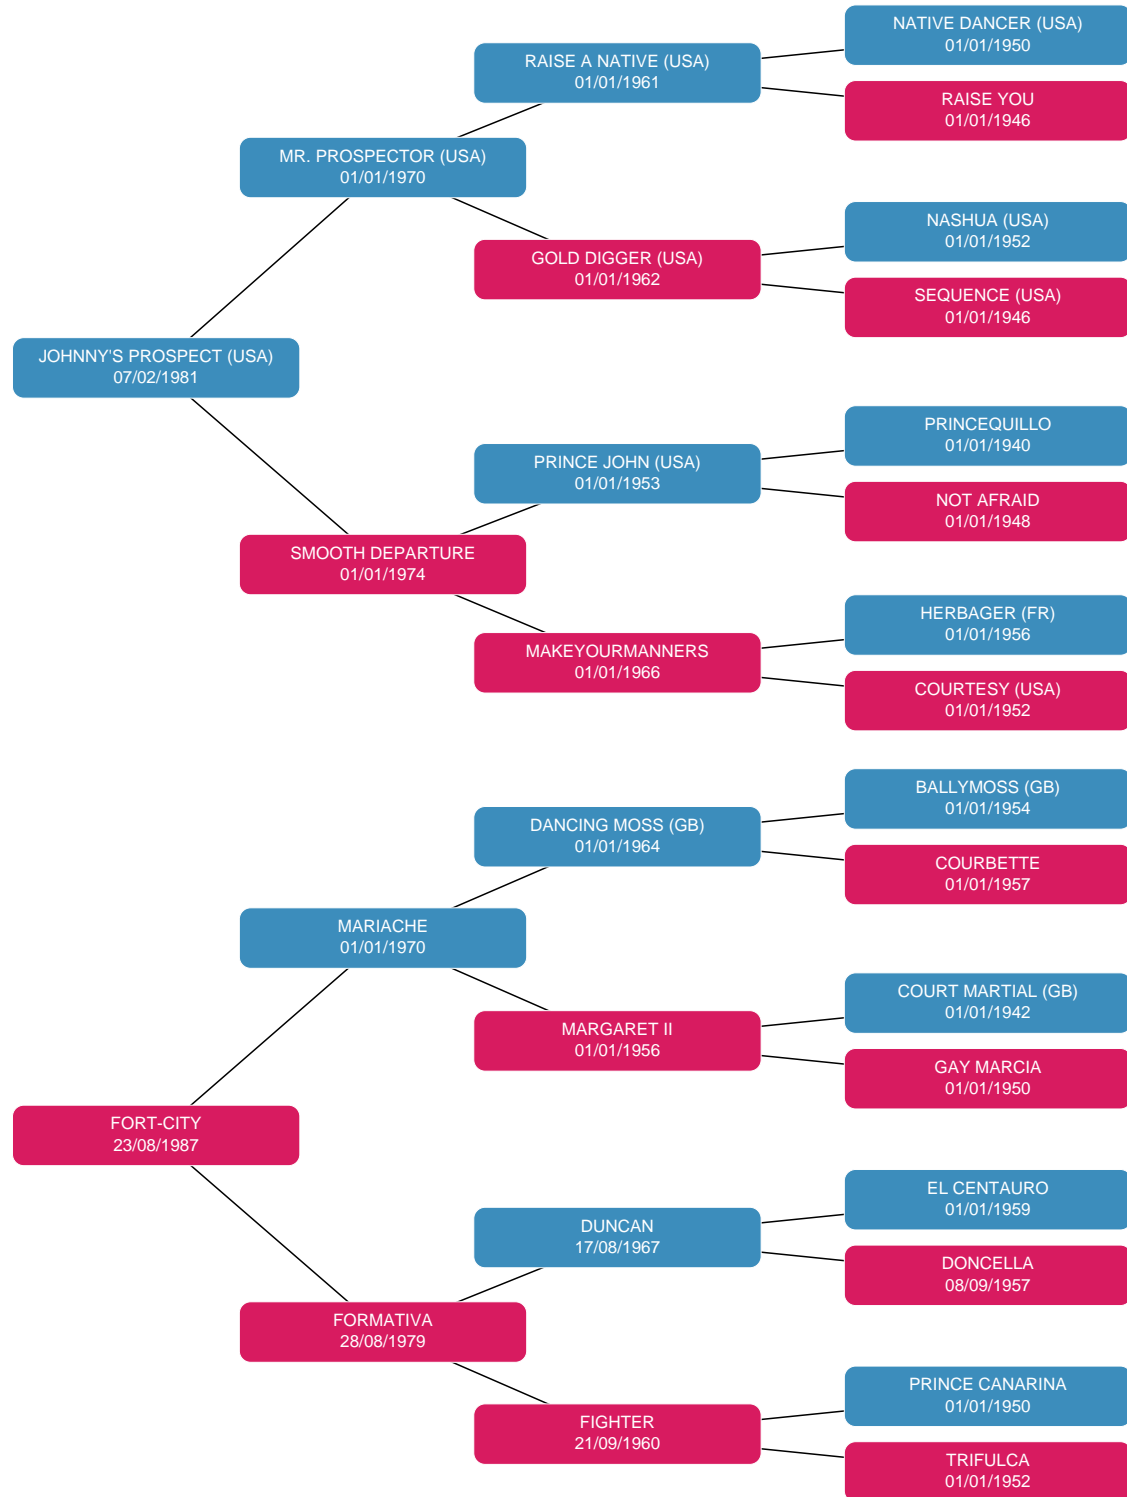 NATIVE DANCER (USA)
01/01/1950
RAISE A NATIVE (USA)
01/01/1961
RAISE YOU
01/01/1946
MR. PROSPECTOR (USA)
01/01/1970
NASHUA (USA)
01/01/1952
GOLD DIGGER (USA)
01/01/1962
SEQUENCE (USA)
01/01/1946
JOHNNY'S PROSPECT (USA)
07/02/1981
PRINCEQUILLO
01/01/1940
PRINCE JOHN (USA)
01/01/1953
NOT AFRAID
01/01/1948
SMOOTH DEPARTURE
01/01/1974
HERBAGER (FR)
01/01/1956
MAKEYOURMANNERS
01/01/1966
COURTESY (USA)
01/01/1952
BALLYMOSS (GB)
01/01/1954
DANCING MOSS (GB)
01/01/1964
COURBETTE
01/01/1957
MARIACHE
01/01/1970
COURT MARTIAL (GB)
01/01/1942
MARGARET II
01/01/1956
GAY MARCIA
01/01/1950
FORT-CITY
23/08/1987
EL CENTAURO
01/01/1959
DUNCAN
17/08/1967
DONCELLA
08/09/1957
FORMATIVA
28/08/1979
PRINCE CANARINA
01/01/1950
FIGHTER
21/09/1960
TRIFULCA
01/01/1952